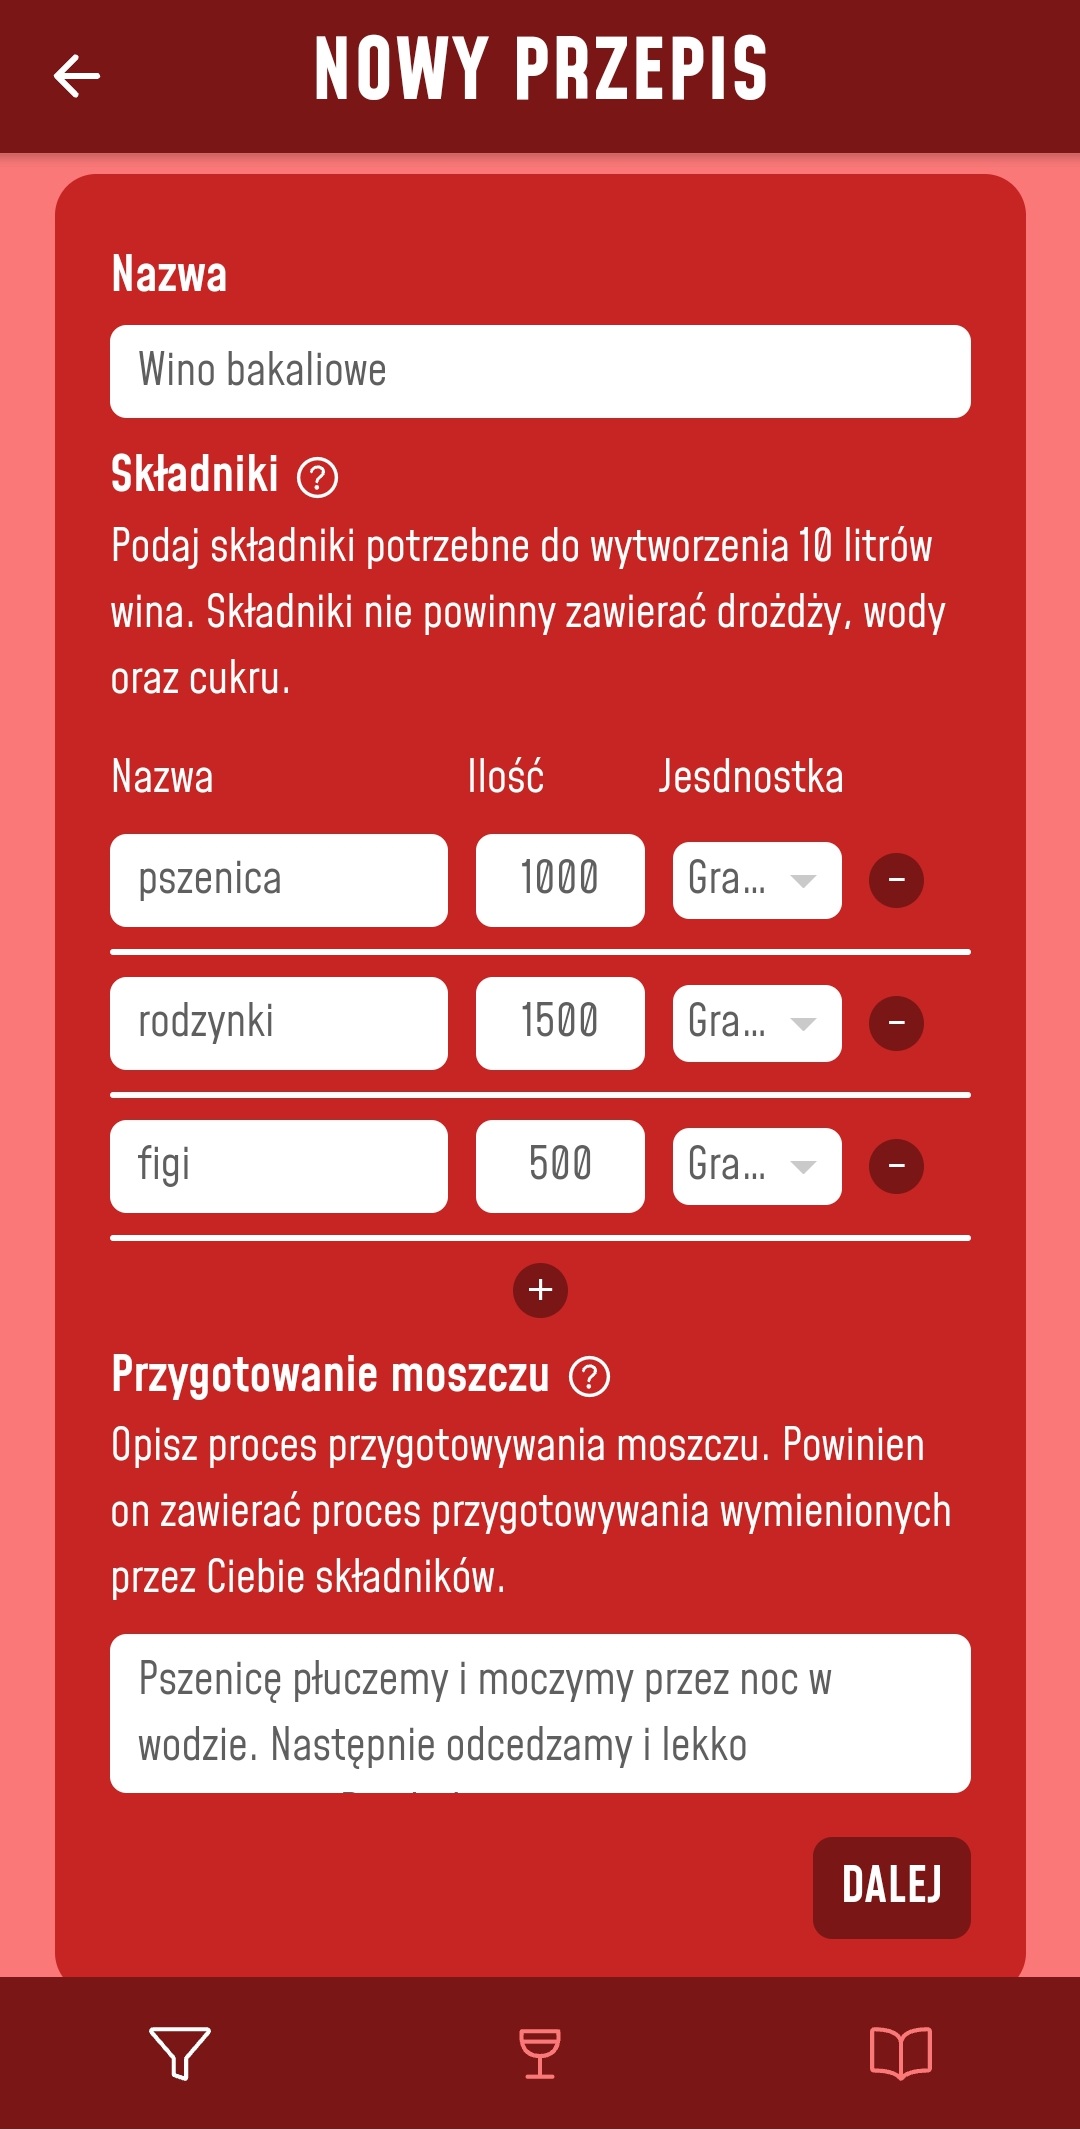 NOWY PRZEPIS
Nazwa
Wino bakaliowe
Składniki ?
Podaj składniki potrzebne do wytworzenia 10 litrów
wina. Składniki nie powinny zawierać drożdży, wody
oraz cukru.
Nazwa Ilość Jesdnostka
pszenica 1000 Gra...
rodzynki 1500 Gra...
figi 500 Gra...
Przygotowanie moszczu ?
Opisz proces przygotowywania moszczu. Powinien
on zawierać proces przygotowywania wymienionych
przez Ciebie składników.
Pszenicę płuczemy i moczymy przez noc w
wodzie. Następnie odcedzamy i lekko
DALEJ